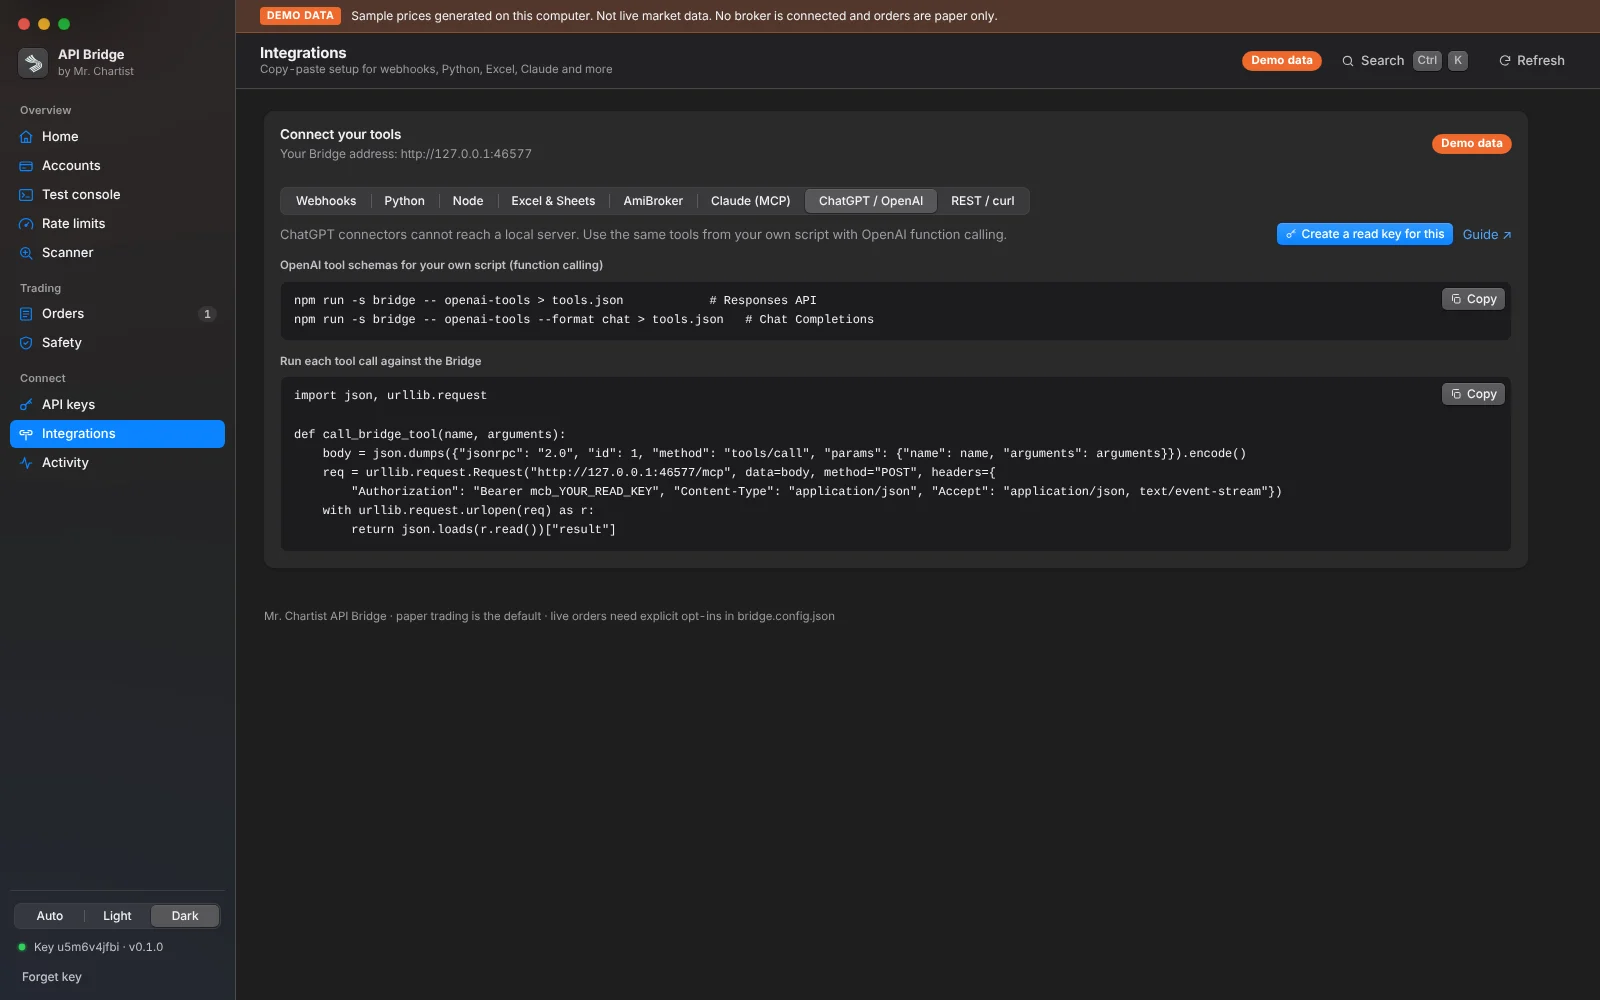 DEMO DATA Sample prices generated on this computer. Not live market data. No broker is connected and orders are paper only.
API Bridge
by Mr. Chartist
Overview
Home
Accounts
Test console
Rate limits
Scanner
Trading
Orders 1
Safety
Connect
API keys
Integrations
Activity
Auto Light Dark
Key u5m6v4jfbi · v0.1.0
Forget key
Integrations
Copy-paste setup for webhooks, Python, Excel, Claude and more
Demo data Search Ctrl K Refresh
Connect your tools
Your Bridge address: http://127.0.0.1:46577
Demo data
Webhooks Python Node Excel & Sheets AmiBroker Claude (MCP) ChatGPT / OpenAI REST / curl
ChatGPT connectors cannot reach a local server. Use the same tools from your own script with OpenAI function calling.
Create a read key for this Guide ↗
OpenAI tool schemas for your own script (function calling)
npm run -s bridge -- openai-tools > tools.json            # Responses API
npm run -s bridge -- openai-tools --format chat > tools.json   # Chat Completions
Copy
Run each tool call against the Bridge
import json, urllib.request
Copy
def call_bridge_tool(name, arguments):
    body = json.dumps({"jsonrpc": "2.0", "id": 1, "method": "tools/call", "params": {"name": name, "arguments": arguments}}).encode()
    req = urllib.request.Request("http://127.0.0.1:46577/mcp", data=body, method="POST", headers={
        "Authorization": "Bearer mcb_YOUR_READ_KEY", "Content-Type": "application/json", "Accept": "application/json, text/event-stream"})
    with urllib.request.urlopen(req) as r:
        return json.loads(r.read())["result"]
Mr. Chartist API Bridge · paper trading is the default · live orders need explicit opt-ins in bridge.config.json